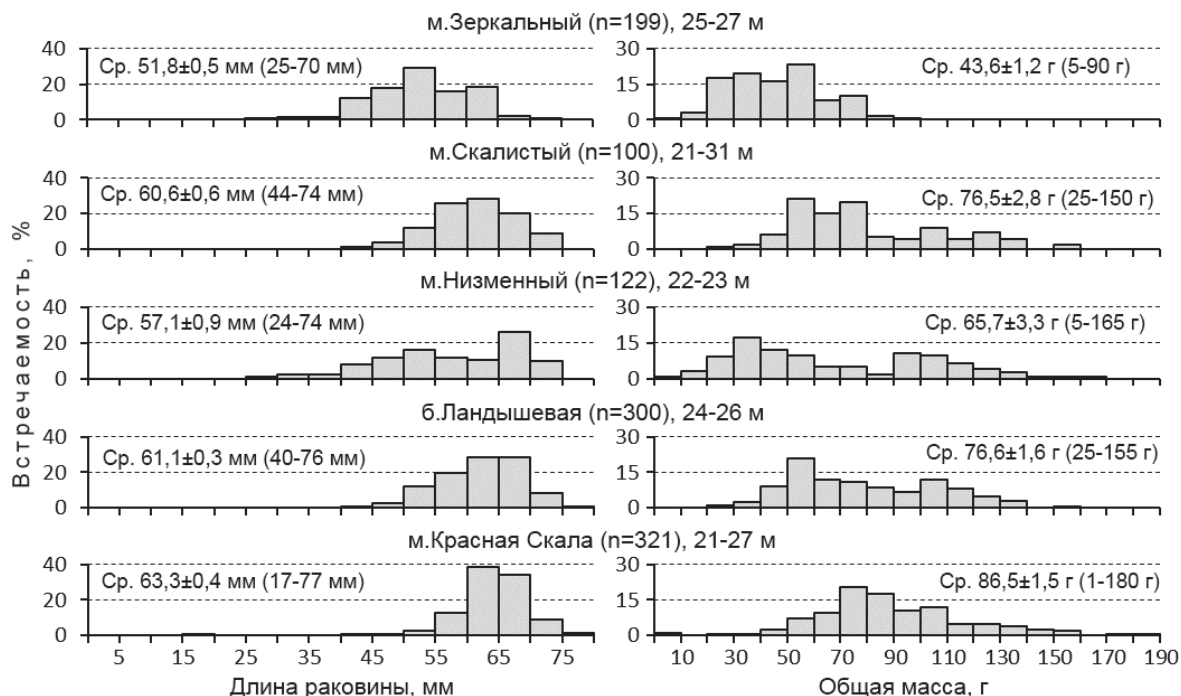 м.Зеркальный (n=199), 25-27 м
40
20
0
Ср. 51,8±0,5 мм (25-70 мм)
30
15
0
Ср. 43,6±1,2 г (5-90 г)
м.Скалистый (n=100), 21-31 м
40
20
0
Ср. 60,6±0,6 мм (44-74 мм)
30
15
0
Ср. 76,5±2,8 г (25-150 г)
м.Низменный (n=122), 22-23 м
40
20
0
Ср. 57,1±0,9 мм (24-74 мм)
30
15
0
Ср. 65,7±3,3 г (5-165 г)
б.Ландышевая (n=300), 24-26 м
40
20
0
Ср. 61,1±0,3 мм (40-76 мм)
30
15
0
Ср. 76,6±1,6 г (25-155 г)
м.Красная Скала (n=321), 21-27 м
40
20
0
Ср. 63,3±0,4 мм (17-77 мм)
30
15
0
Ср. 86,5±1,5 г (1-180 г)
5 15 25 35 45 55 65 75
10 30 50 70 90 110 130 150 170 190
Длина раковины, мм
Общая масса, г
Встречаемость, %